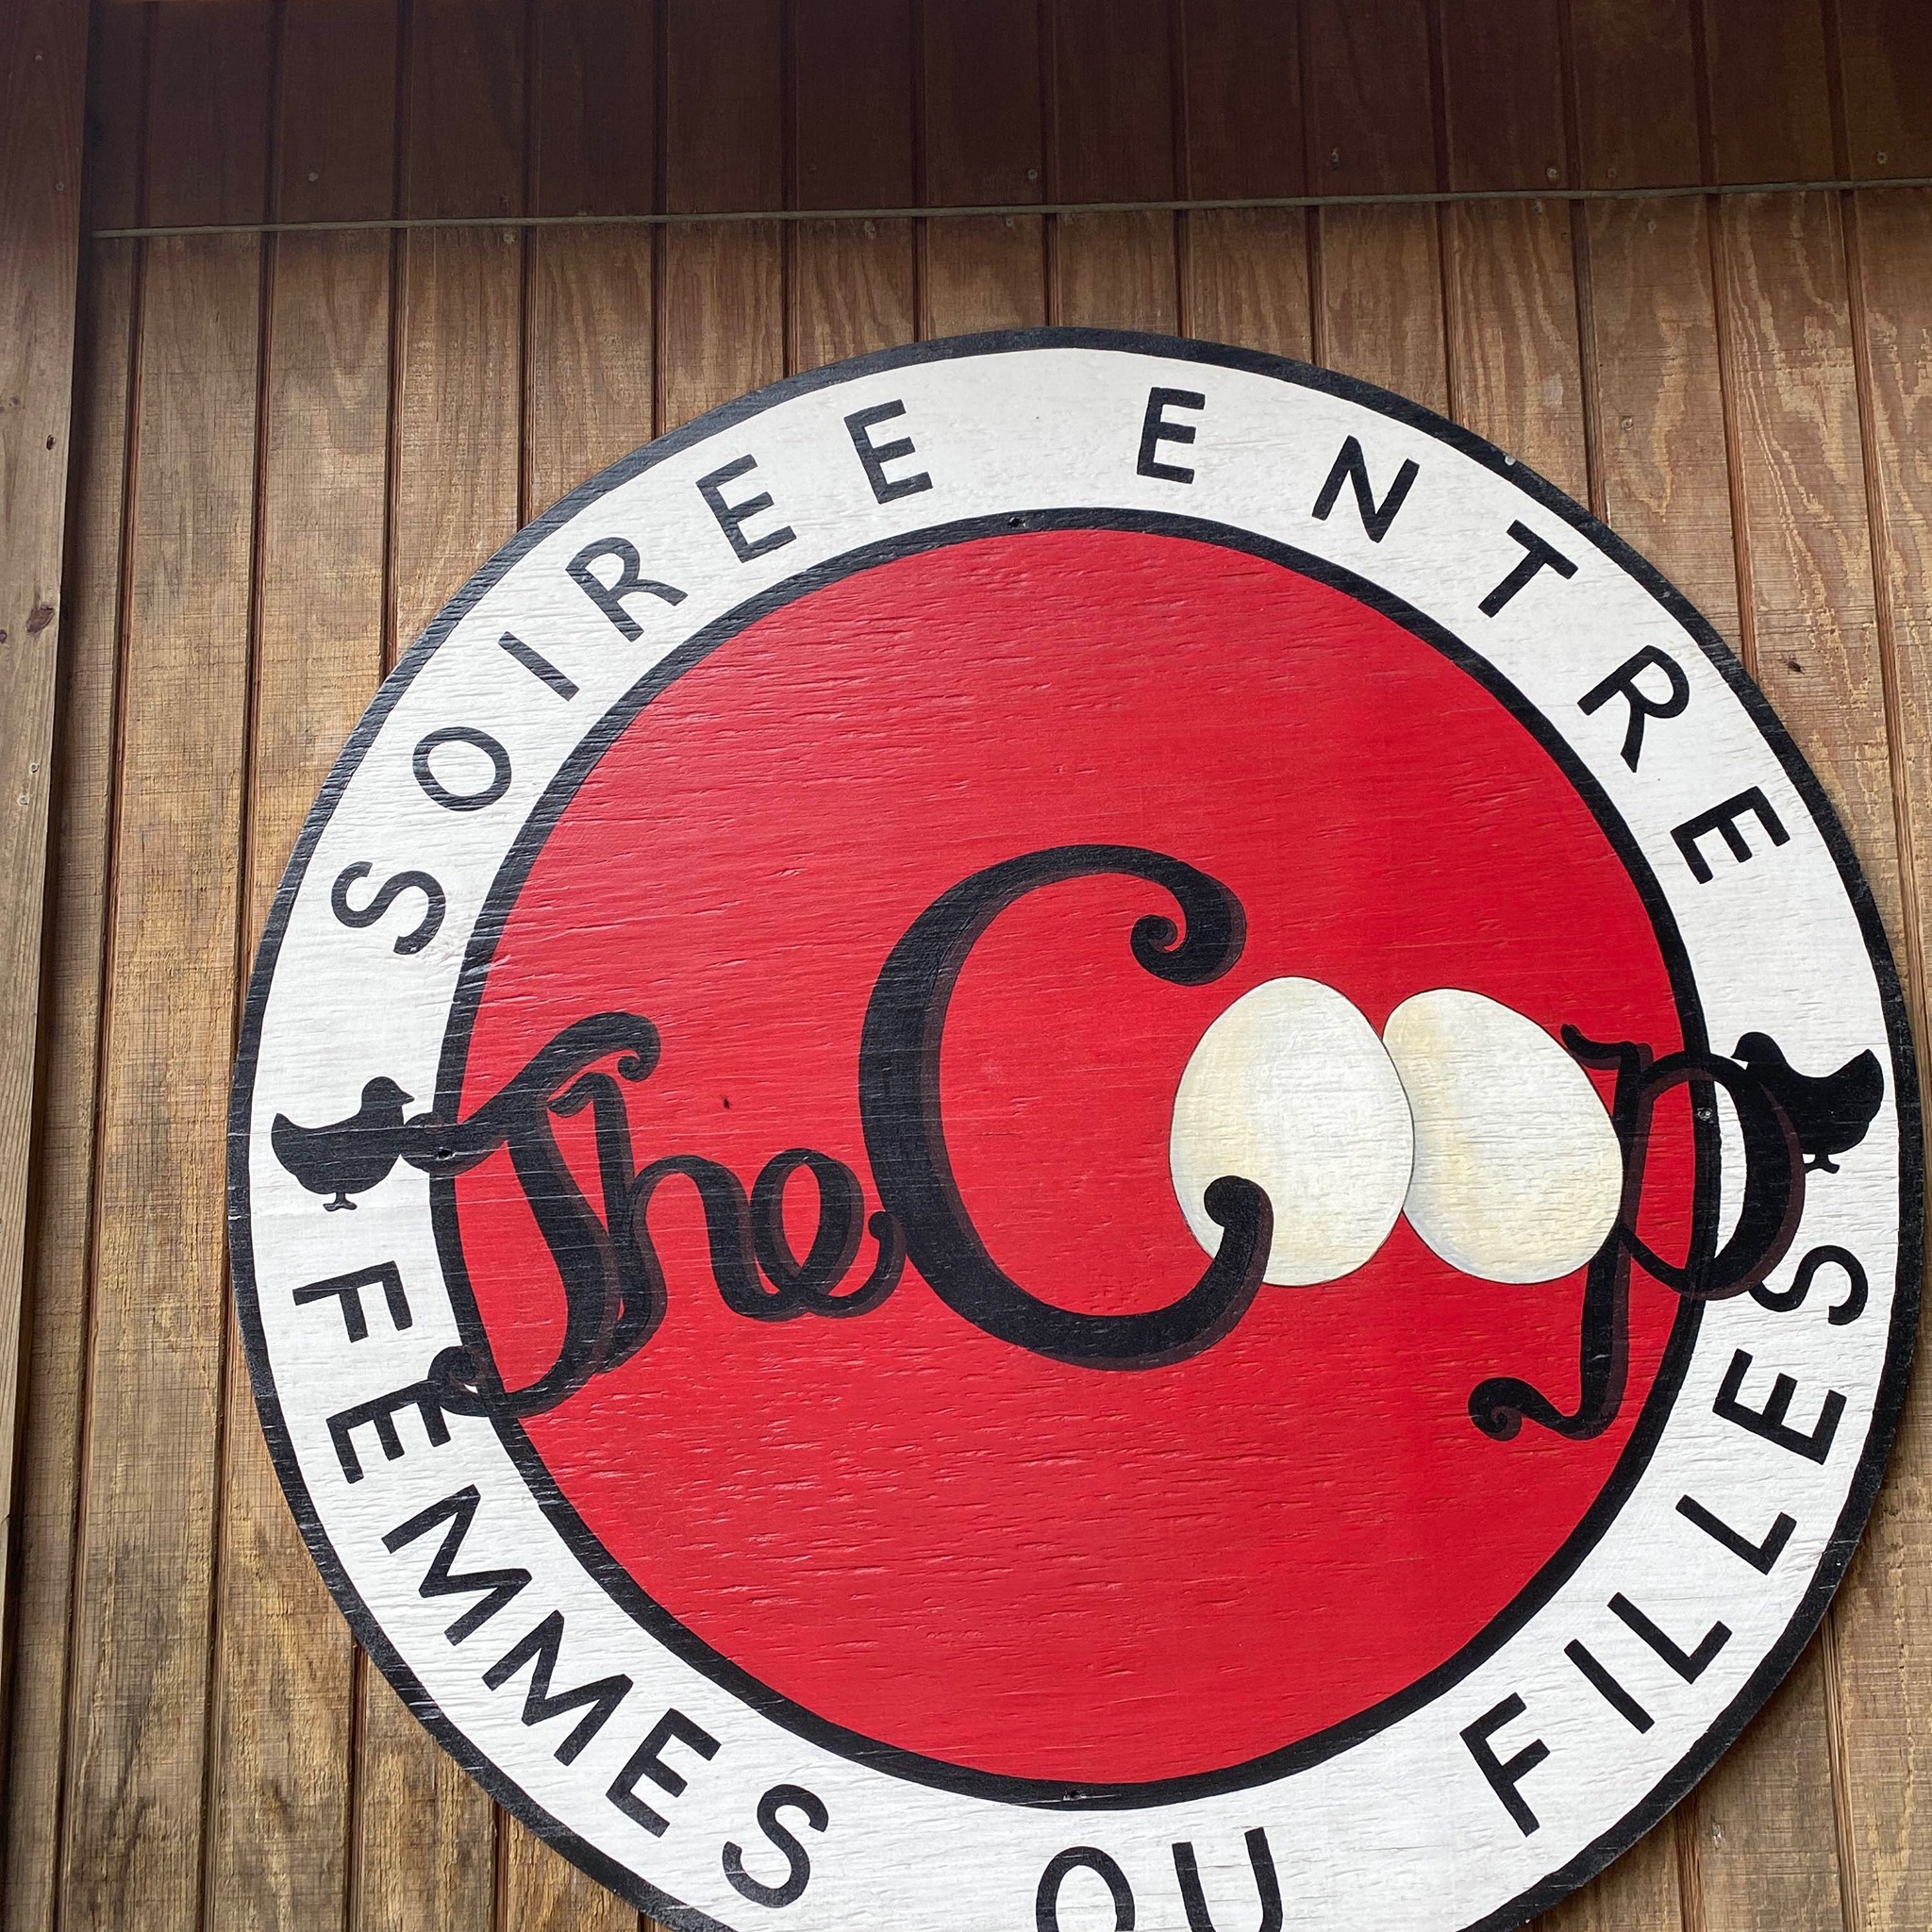 SOIREE ENTRE
The Coop
FEMMES OU FILLES